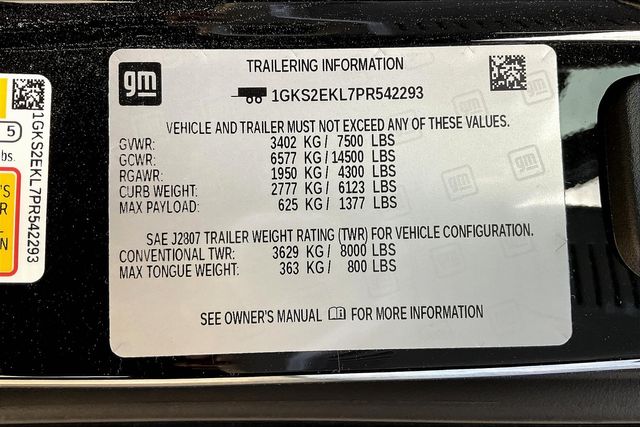 gm
TRAILERING INFORMATION
1GKS2EKL7PR542293
VEHICLE AND TRAILER MUST NOT EXCEED ANY OF THESE VALUES.
GVWR: 3402 KG/ 7500 LBS
GCWR: 6577 KG/ 14500 LBS
RGAWR: 1950 KG/ 4300 LBS
CURB WEIGHT: 2777 KG/ 6123 LBS
MAX PAYLOAD: 625 KG/ 1377 LBS
SAE J2807 TRAILER WEIGHT RATING (TWR) FOR VEHICLE CONFIGURATION.
CONVENTIONAL TWR: 3629 KG/ 8000 LBS
MAX TONGUE WEIGHT: 363 KG/ 800 LBS
SEE OWNER'S MANUAL FOR MORE INFORMATION
1GKS2EKL7PR542293
5
bs.
'S
R
N